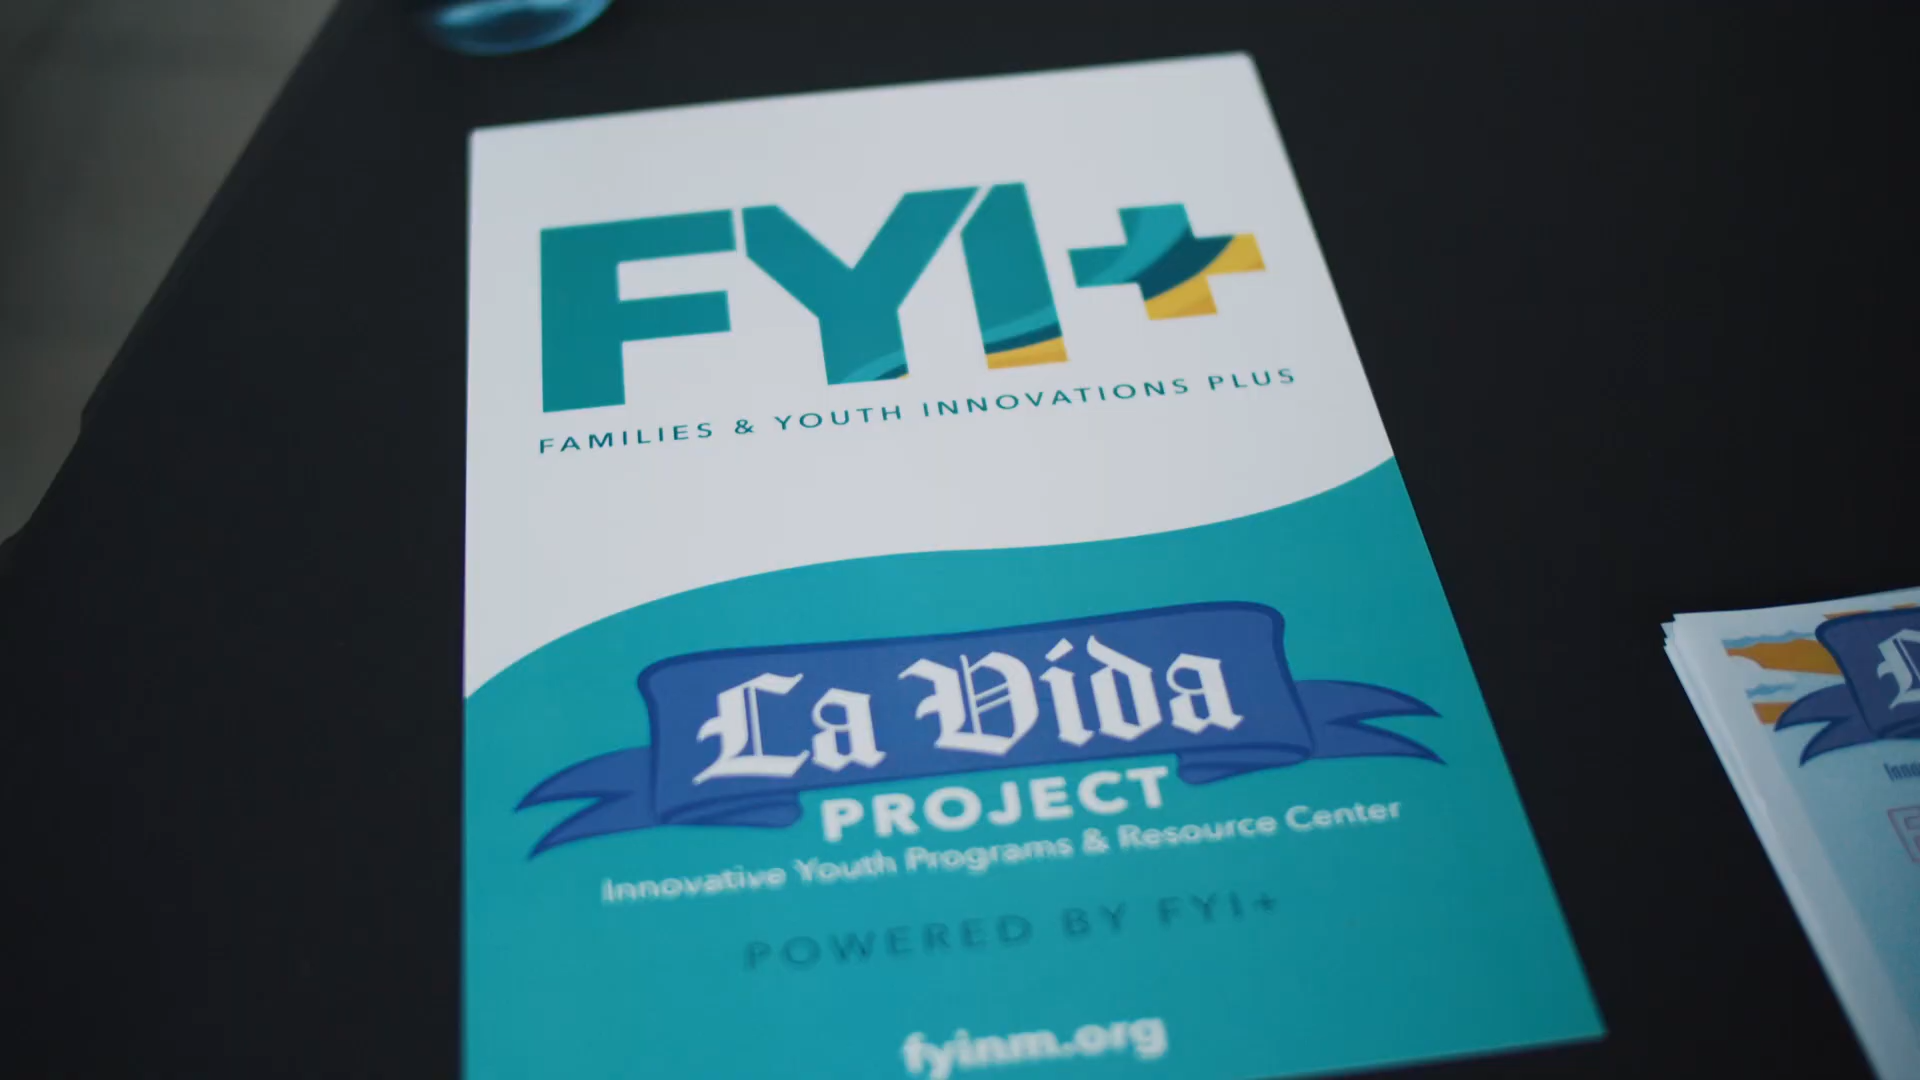 FYI+
FAMILIES & YOUTH INNOVATIONS PLUS
La Vida
PROJECT
Innovative Youth Programs & Resource Center
POWERED BY FYI+
fyinm.org